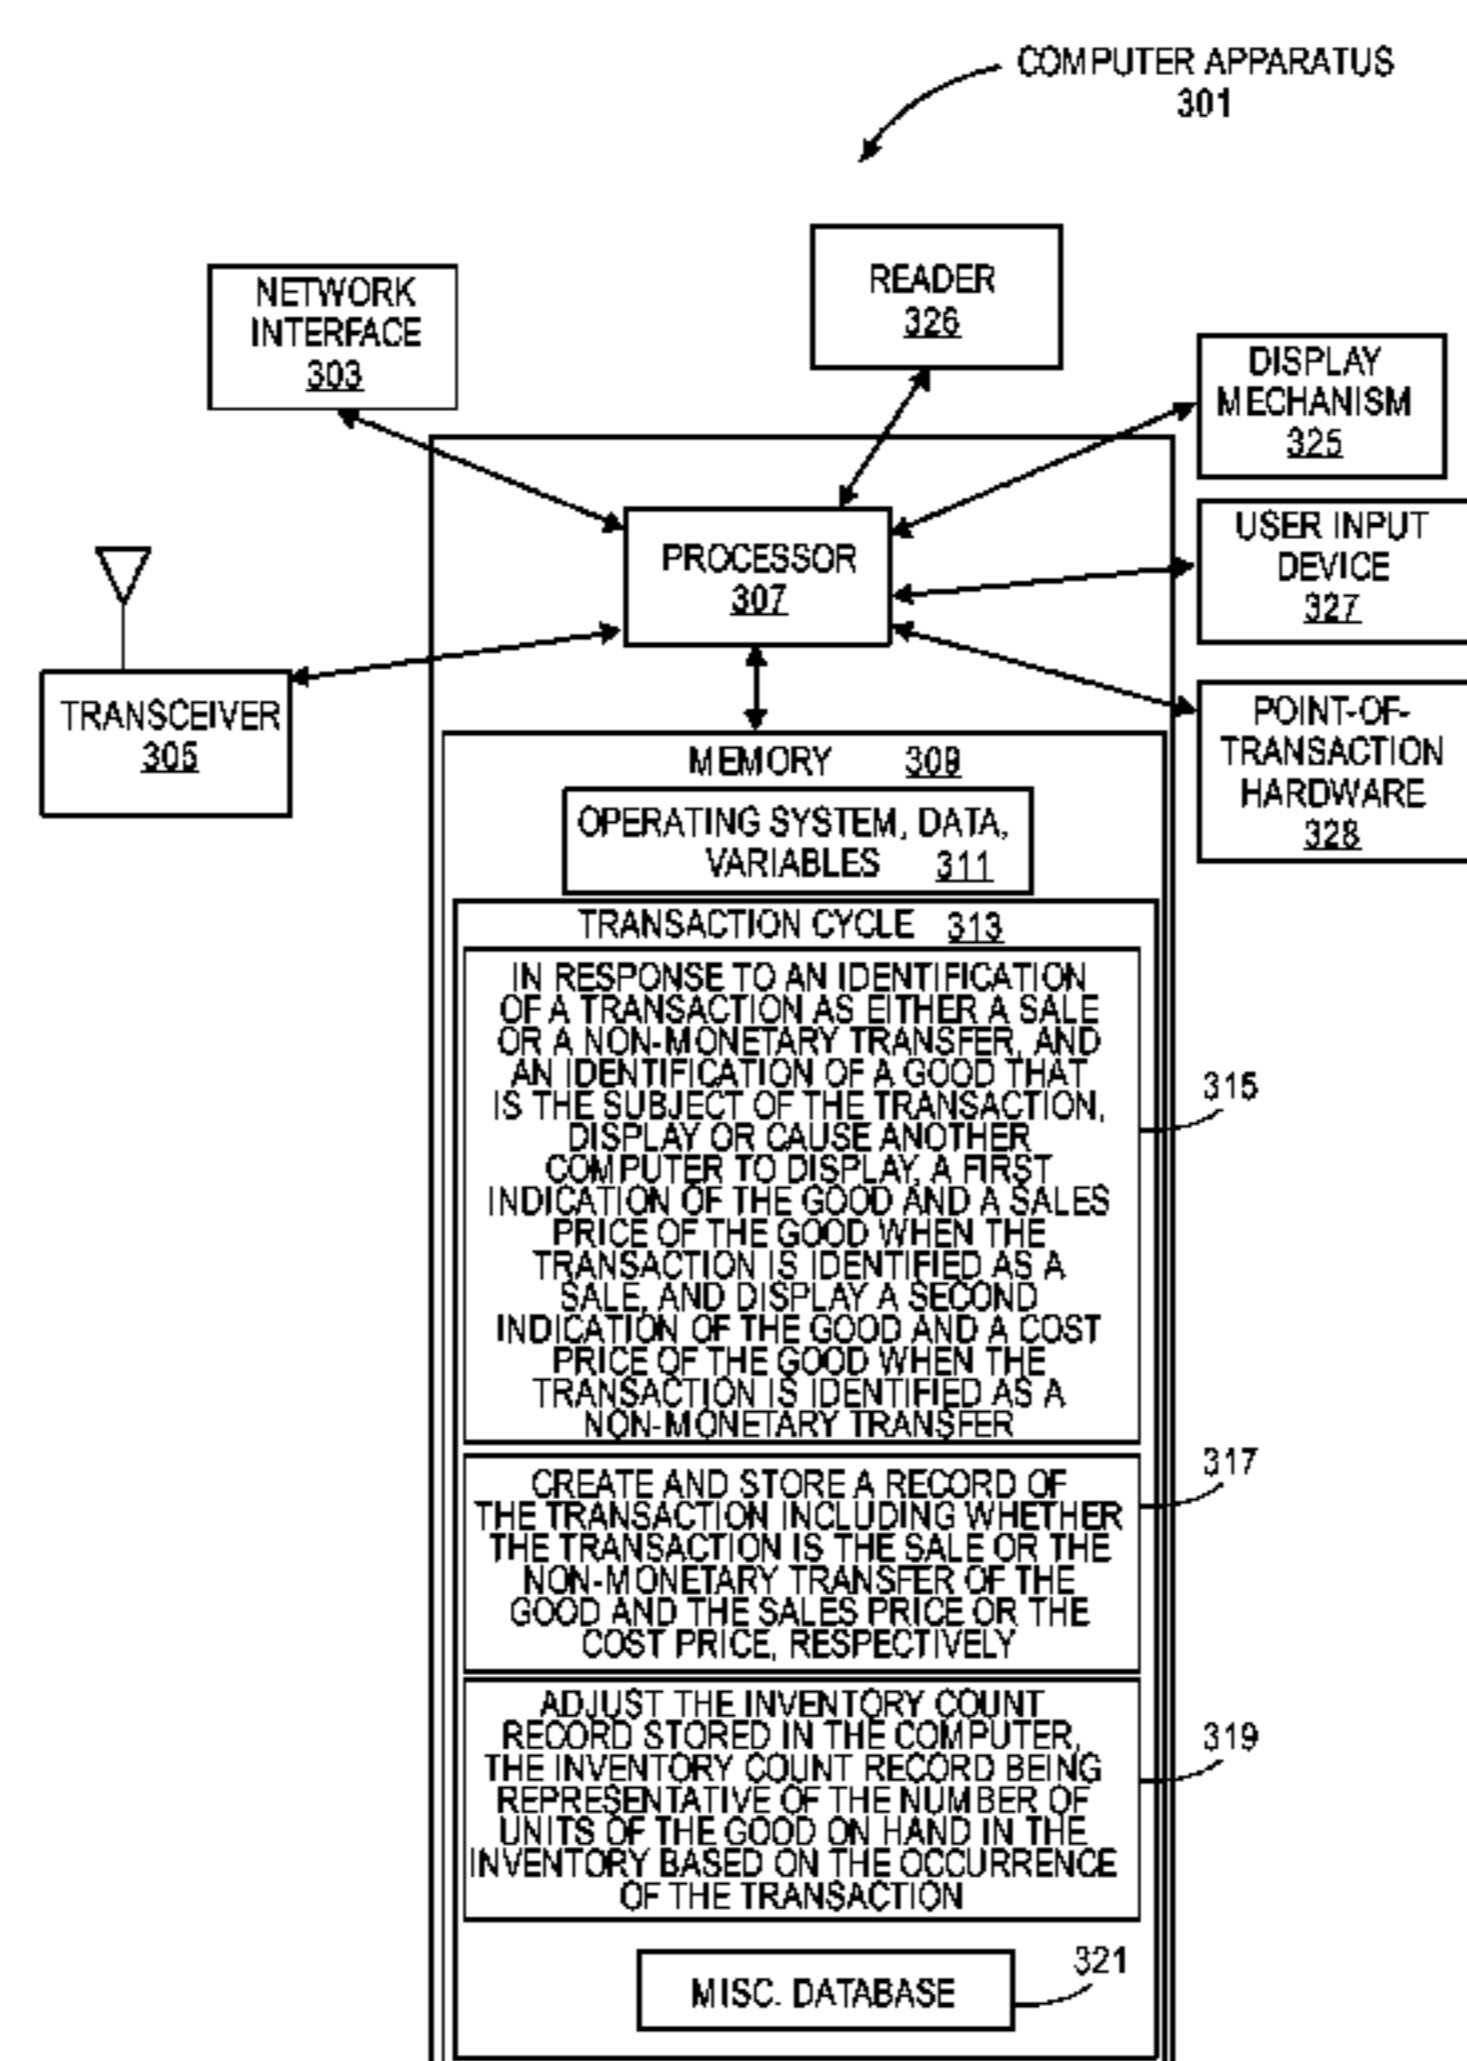 COMPUTER APPARATUS
301
READER
326
NETWORK
INTERFACE
303
DISPLAY
MECHANISM
325
USER INPUT
DEVICE
327
PROCESSOR
307
TRANSCEIVER
305
POINT-OF-
TRANSACTION
HARDWARE
328
MEMORY 309
OPERATING SYSTEM, DATA,
VARIABLES 311
TRANSACTION CYCLE 313
IN RESPONSE TO AN IDENTIFICATION
OF A TRANSACTION AS EITHER A SALE
OR A NON-MONETARY TRANSFER, AND
AN IDENTIFICATION OF A GOOD THAT
IS THE SUBJECT OF THE TRANSACTION,
DISPLAY OR CAUSE ANOTHER
COMPUTER TO DISPLAY, A FIRST
INDICATION OF THE GOOD AND A SALES
PRICE OF THE GOOD WHEN THE
TRANSACTION IS IDENTIFIED AS A
SALE, AND DISPLAY A SECOND
INDICATION OF THE GOOD AND A COST
PRICE OF THE GOOD WHEN THE
TRANSACTION IS IDENTIFIED AS A
NON-MONETARY TRANSFER
315
CREATE AND STORE A RECORD OF
THE TRANSACTION INCLUDING WHETHER
THE TRANSACTION IS THE SALE OR THE
NON-MONETARY TRANSFER OF THE
GOOD AND THE SALES PRICE OR THE
COST PRICE, RESPECTIVELY
317
ADJUST THE INVENTORY COUNT
RECORD STORED IN THE COMPUTER,
THE INVENTORY COUNT RECORD BEING
REPRESENTATIVE OF THE NUMBER OF
UNITS OF THE GOOD ON HAND IN THE
INVENTORY BASED ON THE OCCURRENCE
OF THE TRANSACTION
319
MISC. DATABASE
321